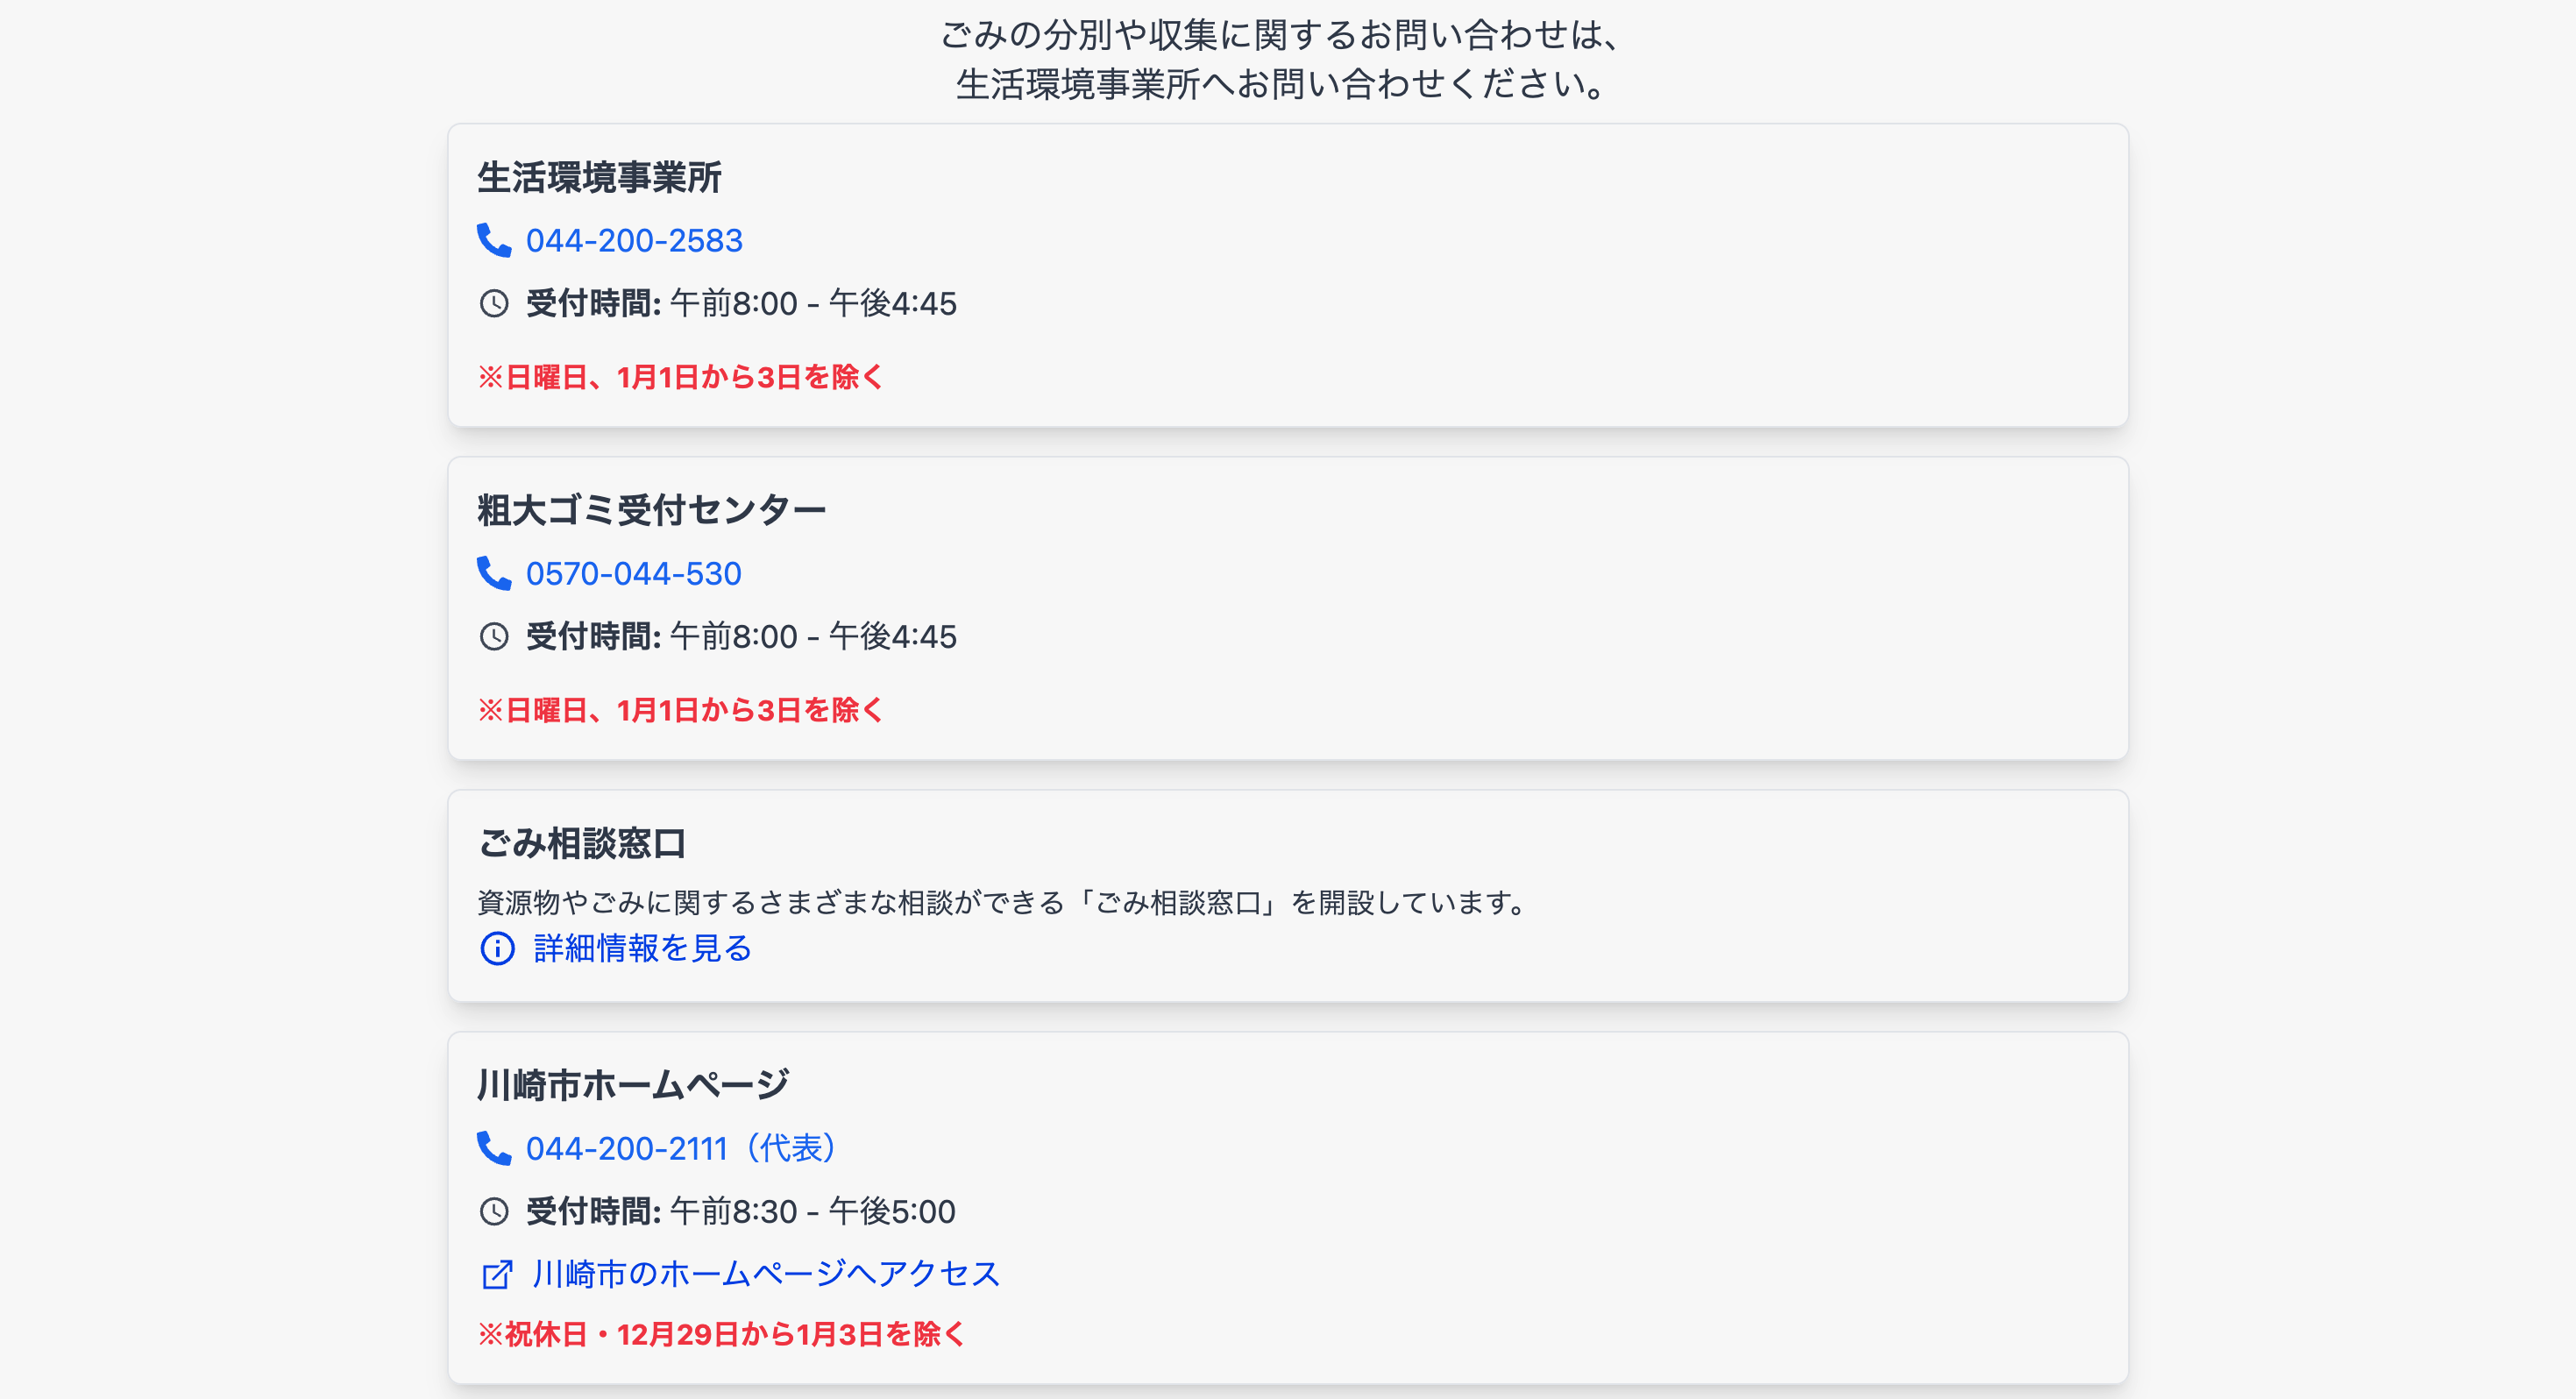 ごみの分別や収集に関するお問い合わせは、
生活環境事業所へお問い合わせください。
生活環境事業所
044-200-2583
受付時間: 午前8:00 - 午後4:45
※日曜日、1月1日から3日を除く
粗大ゴミ受付センター
0570-044-530
受付時間: 午前8:00 - 午後4:45
※日曜日、1月1日から3日を除く
ごみ相談窓口
資源物やごみに関するさまざまな相談ができる「ごみ相談窓口」を開設しています。
詳細情報を見る
川崎市ホームページ
044-200-2111（代表）
受付時間: 午前8:30 - 午後5:00
川崎市のホームページへアクセス
※祝休日・12月29日から1月3日を除く